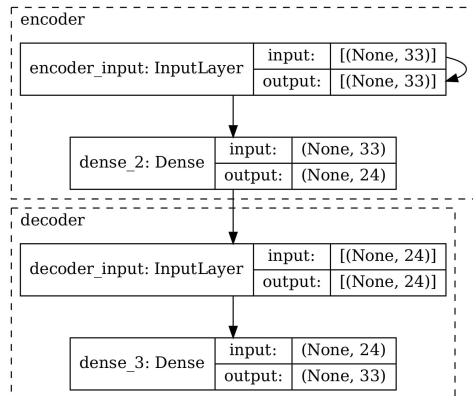 encoder
encoder_input: InputLayer
input: [(None, 33)]
output: [(None, 33)]
dense_2: Dense
input: (None, 33)
output: (None, 24)
decoder
decoder_input: InputLayer
input: [(None, 24)]
output: [(None, 24)]
dense_3: Dense
input: (None, 24)
output: (None, 33)